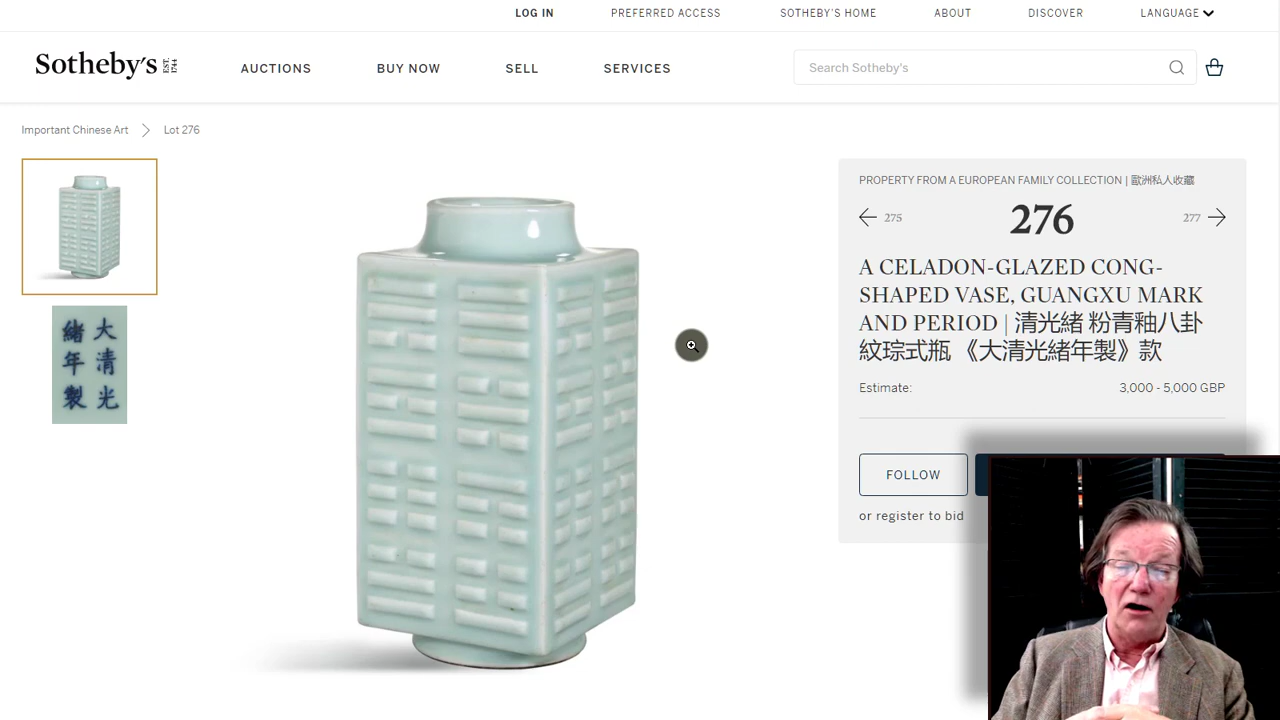 LOG IN
PREFERRED ACCESS
SOTHEBY'S HOME
ABOUT
DISCOVER
LANGUAGE
Sotheby's EST. 1744
AUCTIONS
BUY NOW
SELL
SERVICES
Search Sotheby's
Important Chinese Art
Lot 276
大清光
緒年製
PROPERTY FROM A EUROPEAN FAMILY COLLECTION | 歐洲私人收藏
275
276
277
A CELADON-GLAZED CONG-
SHAPED VASE, GUANGXU MARK
AND PERIOD | 清光緒 粉青釉八卦
紋琮式瓶 《大清光緒年製》款
Estimate:
3,000 - 5,000 GBP
FOLLOW
or register to bid